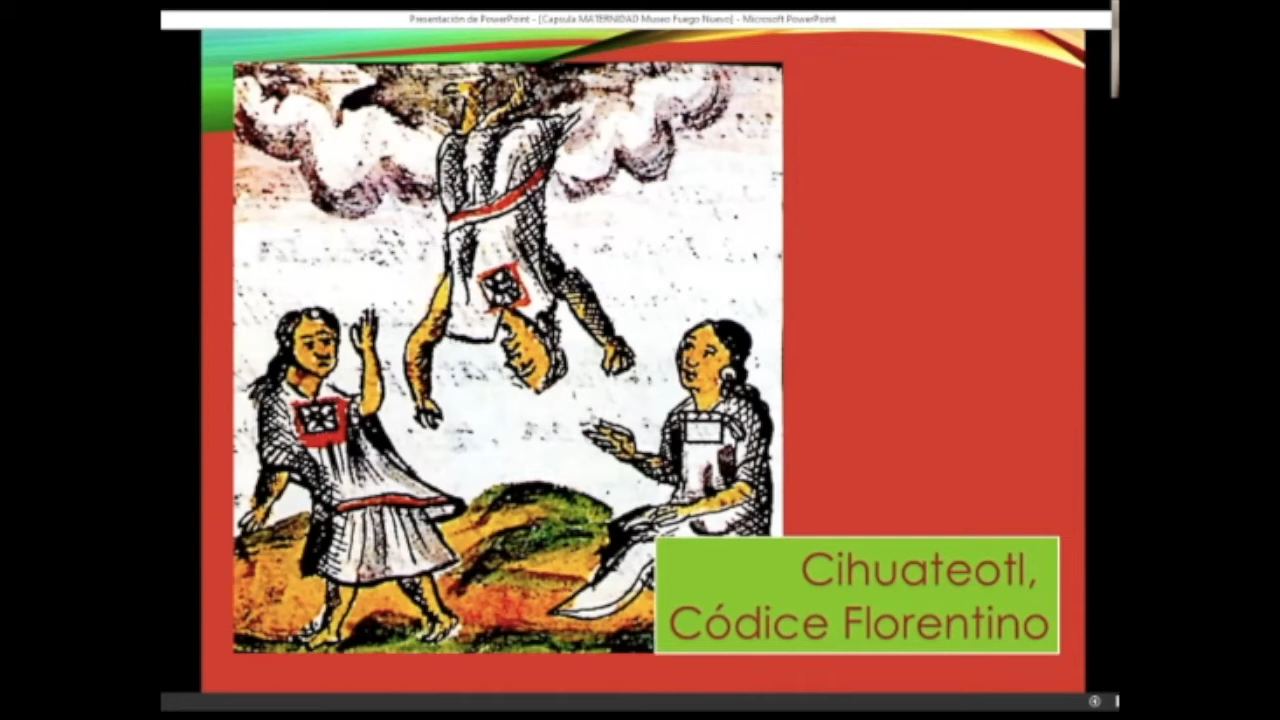 Presentación de PowerPoint - [Capsula MATERNIDAD Museo Fuego Nuevo] - Microsoft PowerPoint
Cihuateotl,
Códice Florentino